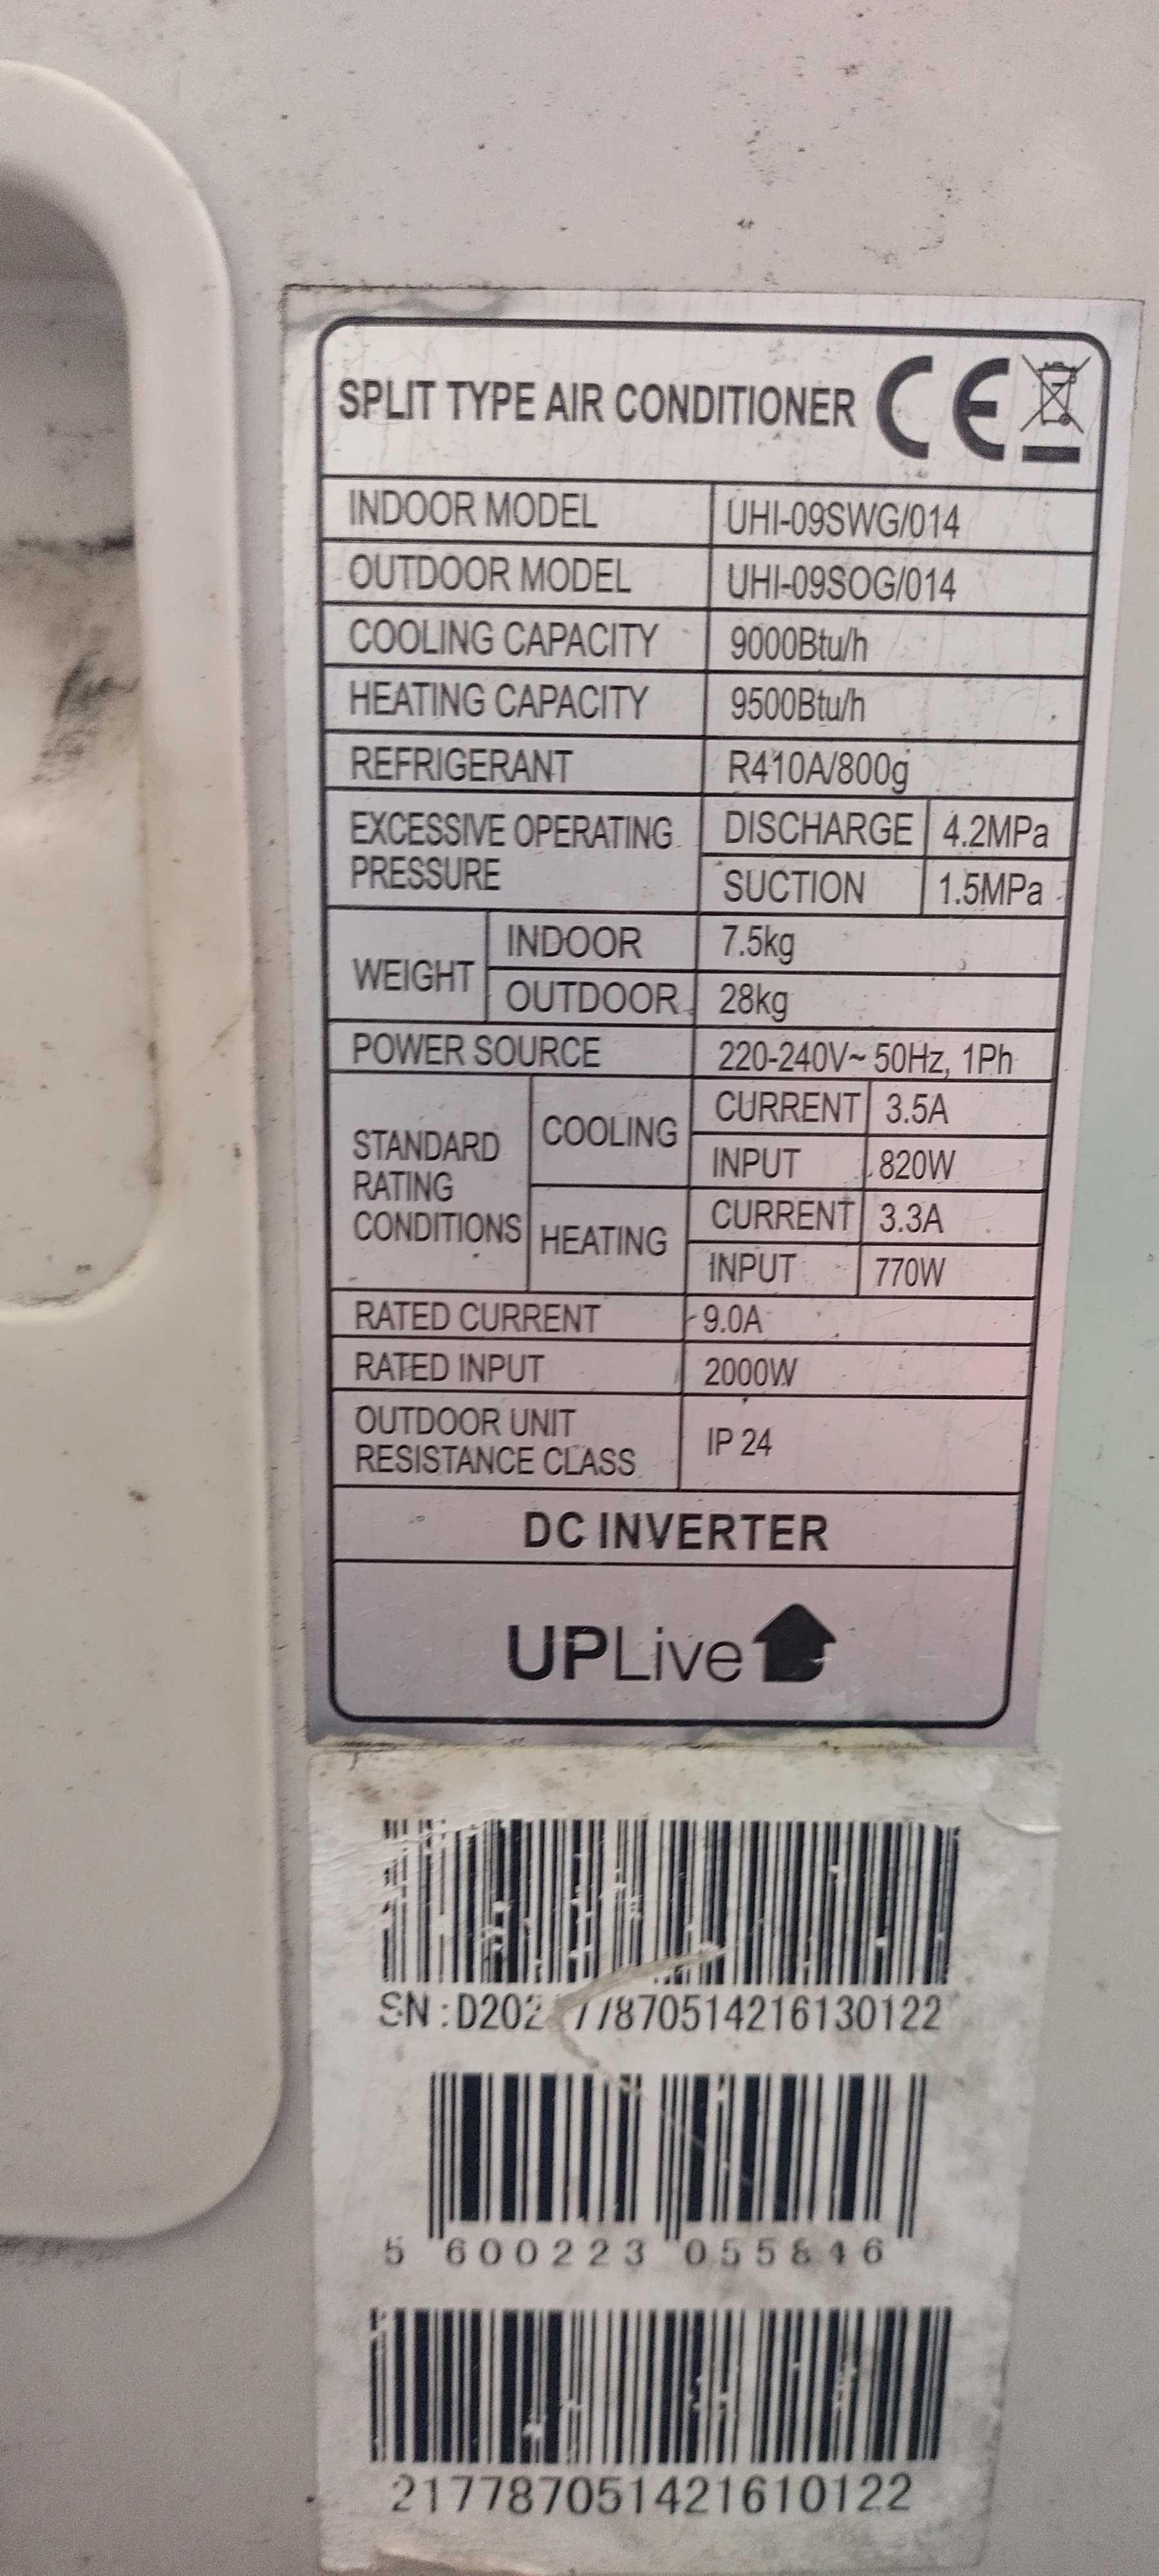 SPLIT TYPE AIR CONDITIONER CE
INDOOR MODEL UHI-09SWG/014
OUTDOOR MODEL UHI-09SOG/014
COOLING CAPACITY 9000Btu/h
HEATING CAPACITY 9500Btu/h
REFRIGERANT R410A/800g
EXCESSIVE OPERATING PRESSURE DISCHARGE 4.2MPa
SUCTION 1.5MPa
WEIGHT INDOOR 7.5kg
OUTDOOR 28kg
POWER SOURCE 220-240V~ 50Hz, 1Ph
STANDARD RATING CONDITIONS COOLING CURRENT 3.5A
INPUT 820W
HEATING CURRENT 3.3A
INPUT 770W
RATED CURRENT 9.0A
RATED INPUT 2000W
OUTDOOR UNIT RESISTANCE CLASS IP 24
DC INVERTER
UPLive
SN:
5 600223 055846
217787051421610122